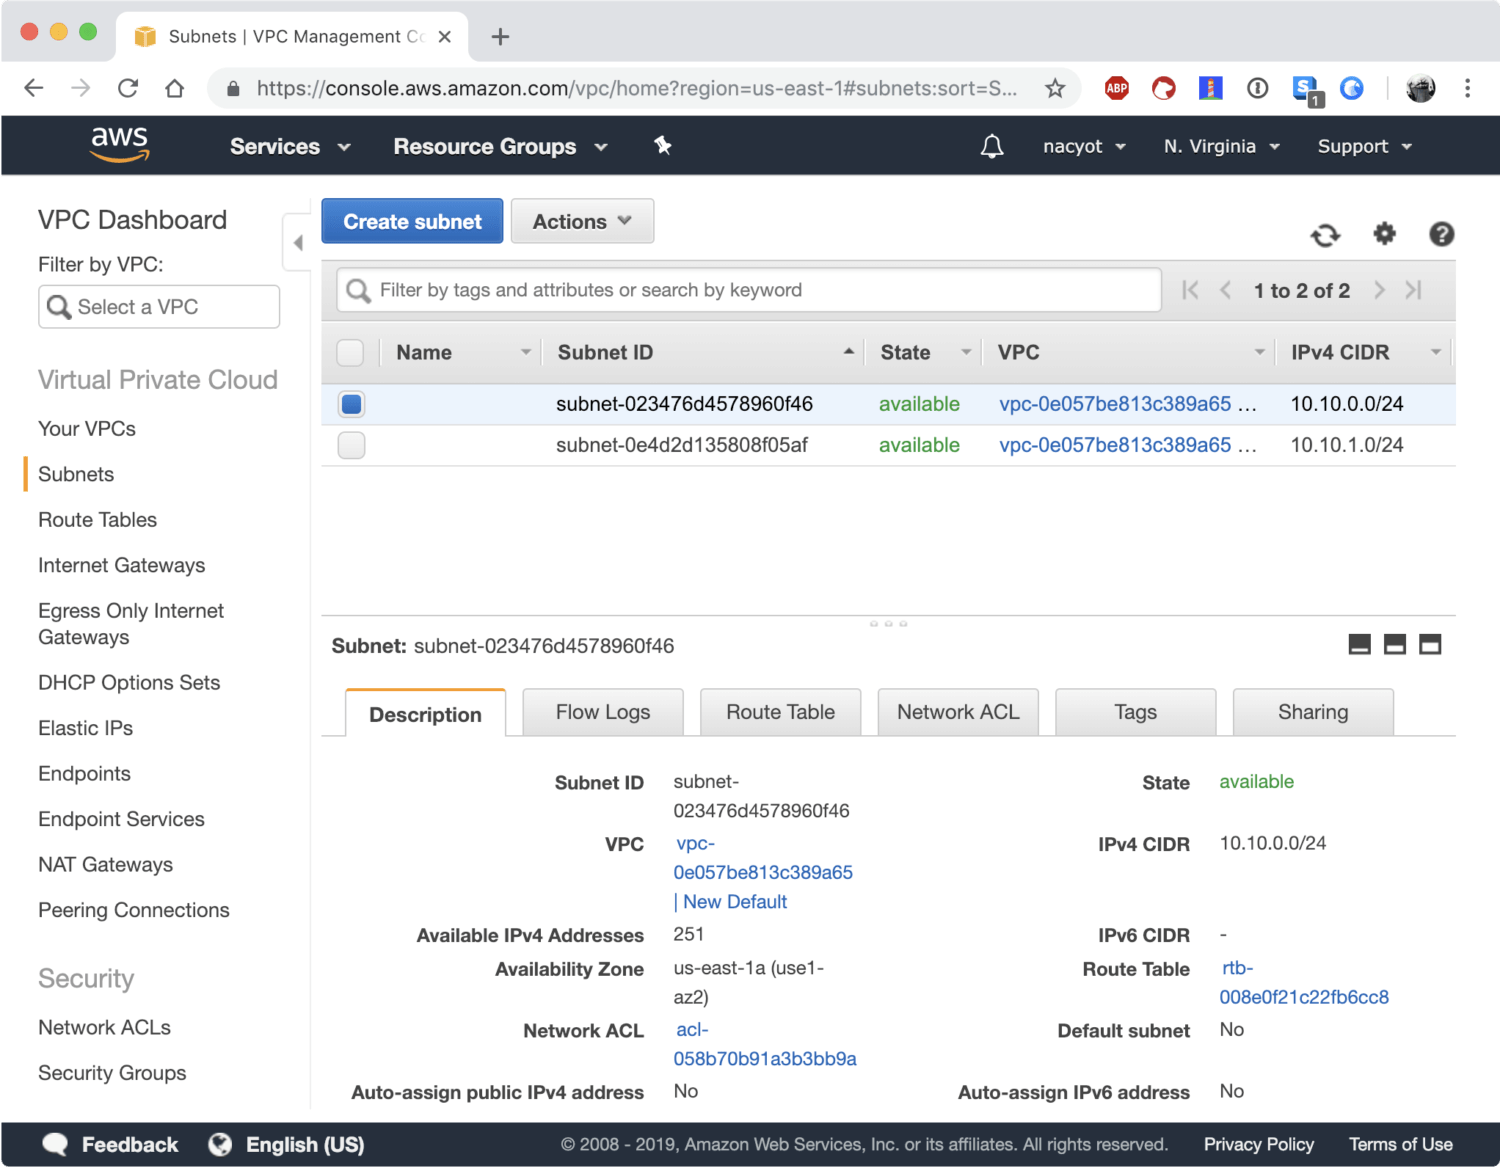 Subnets | VPC Management Co
https://console.aws.amazon.com/vpc/home?region=us-east-1#subnets:sort=S...
ABP
S
1
aws
Services
Resource Groups
nacyot
N. Virginia
Support
VPC Dashboard
Filter by VPC:
Select a VPC
Virtual Private Cloud
Your VPCs
Subnets
Route Tables
Internet Gateways
Egress Only Internet
Gateways
DHCP Options Sets
Elastic IPs
Endpoints
Endpoint Services
NAT Gateways
Peering Connections
Security
Network ACLs
Security Groups
Create subnet
Actions
Filter by tags and attributes or search by keyword
1 to 2 of 2
Name Subnet ID State VPC IPv4 CIDR
subnet-023476d4578960f46 available vpc-0e057be813c389a65 ... 10.10.0.0/24
subnet-0e4d2d135808f05af available vpc-0e057be813c389a65 ... 10.10.1.0/24
Subnet: subnet-023476d4578960f46
Description Flow Logs Route Table Network ACL Tags Sharing
Subnet ID subnet-
023476d4578960f46
State available
VPC vpc-
0e057be813c389a65
| New Default
IPv4 CIDR 10.10.0.0/24
Available IPv4 Addresses 251
IPv6 CIDR -
Availability Zone us-east-1a (use1-
az2)
Route Table rtb-
008e0f21c22fb6cc8
Network ACL acl-
058b70b91a3b3bb9a
Default subnet No
Auto-assign public IPv4 address No
Auto-assign IPv6 address No
Feedback
English (US)
© 2008 - 2019, Amazon Web Services, Inc. or its affiliates. All rights reserved.
Privacy Policy
Terms of Use